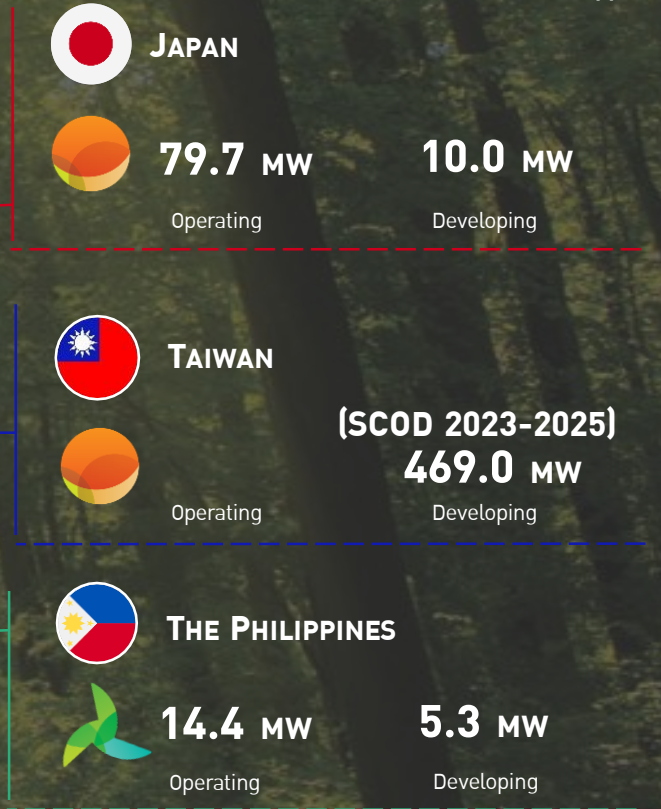 JAPAN
79.7 MW
10.0 MW
Operating
Developing
TAIWAN
(SCOD 2023-2025)
469.0 MW
Operating
Developing
THE PHILIPPINES
14.4 MW
5.3 MW
Operating
Developing